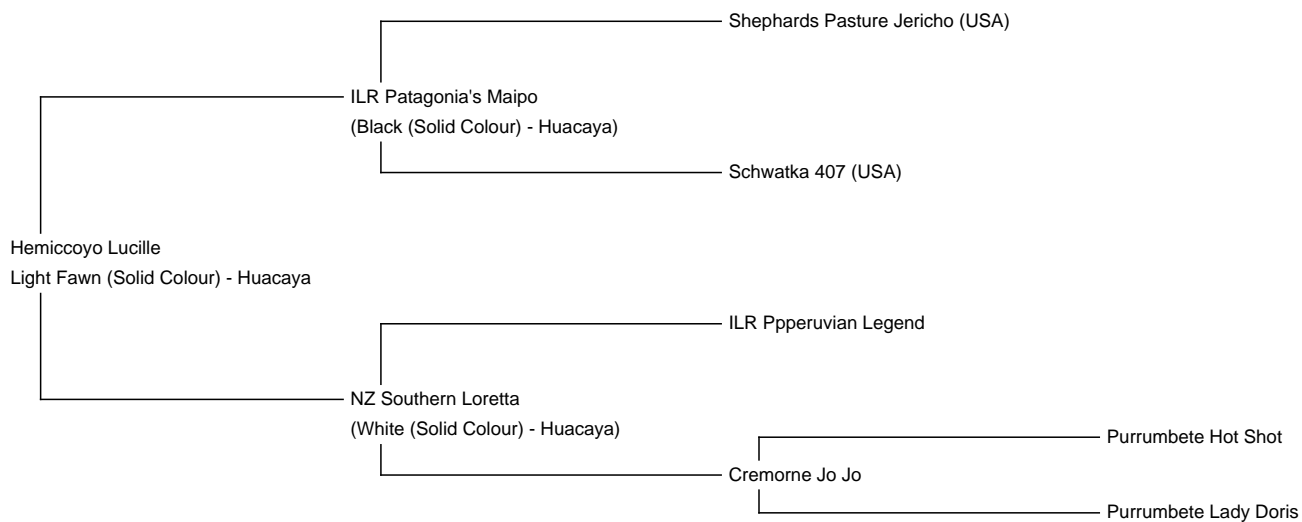 Shephards Pasture Jericho (USA)
ILR Patagonia's Maipo
(Black (Solid Colour) - Huacaya)
Schwatka 407 (USA)
Hemiccoyo Lucille
Light Fawn (Solid Colour) - Huacaya
ILR Ppperuvian Legend
NZ Southern Loretta
(White (Solid Colour) - Huacaya)
Purrumbete Hot Shot
Cremorne Jo Jo
Purrumbete Lady Doris